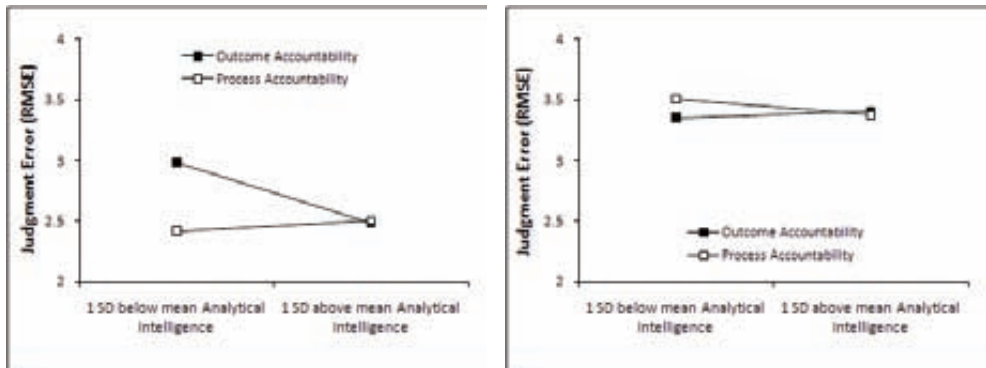 Judgment Error (RMSE)
4
3.5
3
2.5
2
Outcome Accountability
Process Accountability
1 SD below mean Analytical
Intelligence
1 SD above mean Analytical
Intelligence
Judgment Error (RMSE)
4
3.5
3
2.5
2
Outcome Accountability
Process Accountability
1 SD below mean Analytical
Intelligence
1 SD above mean Analytical
Intelligence